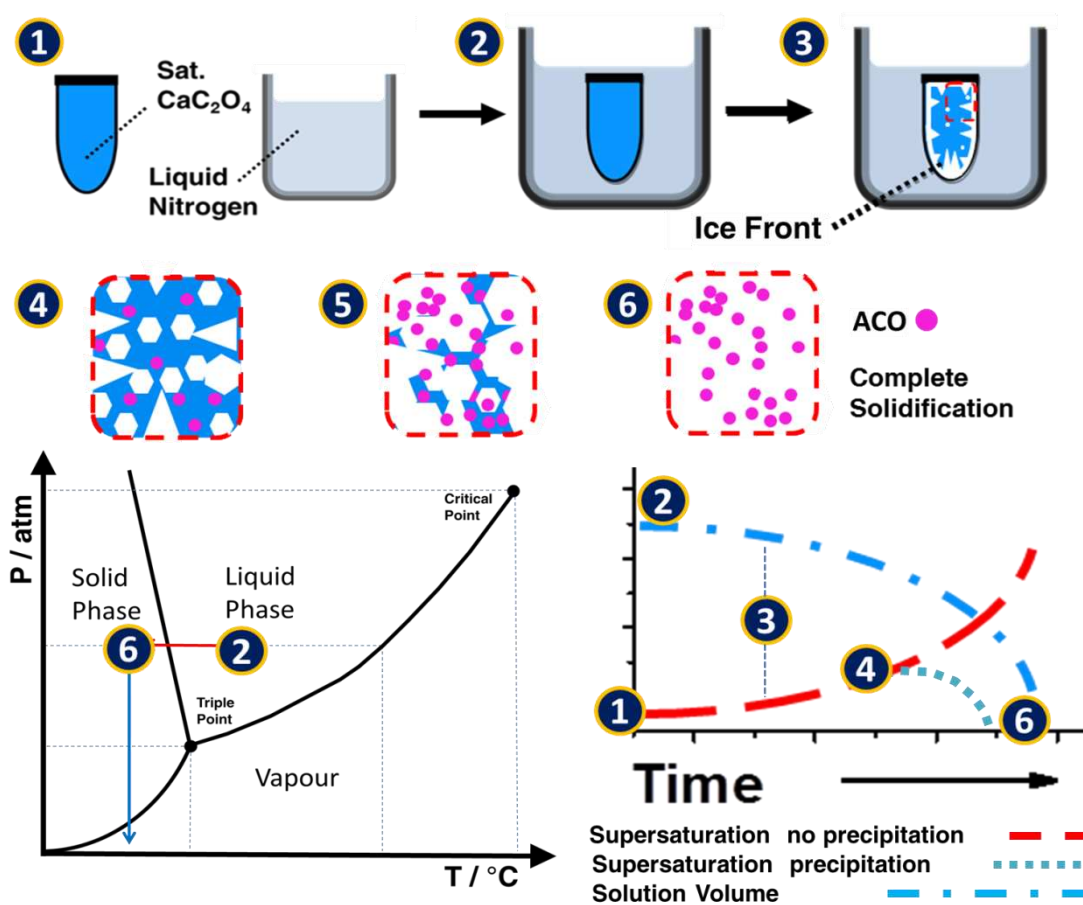 1
2
3
Sat.
CaC₂O₄
Liquid
Nitrogen
Ice Front
4
5
6
ACO
Complete
Solidification
P / atm
Critical
Point
Solid
Phase
Liquid
Phase
6
2
Triple
Point
Vapour
T / °C
2
3
4
1
6
Time
Supersaturation no precipitation
Supersaturation precipitation
Solution Volume